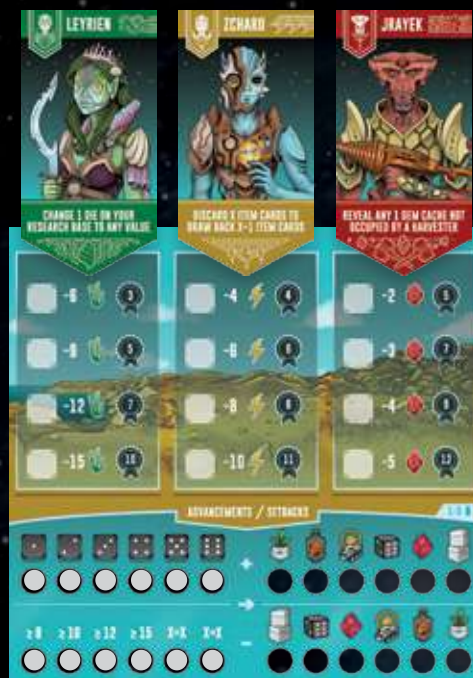 LEYRIEN
ZCHARO
JRAYEK
CHANGE 1 DIE ON YOUR
RESEARCH BASE TO ANY VALUE
DISCARD X ITEM CARDS TO
DRAW BACK X-1 ITEM CARDS
REVEAL ANY 1 GEM CACHE NOT
OCCUPIED BY A HARVESTER
-6 3
-4 4
-2 5
-9 5
-6 6
-3 7
-12 7
-8 8
-4 9
-15 10
-10 11
-5 12
ADVANCEMENTS / SETBACKS
+
≥ 8 ≥ 10 ≥ 12 ≥ 15 X=X X≠X
-